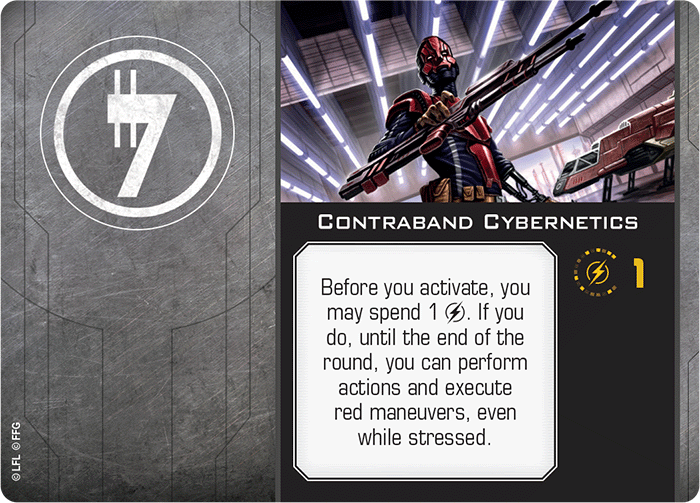 CONTRABAND CYBERNETICS
1
Before you activate, you
may spend 1 . If you
do, until the end of the
round, you can perform
actions and execute
red maneuvers, even
while stressed.
© LFL © FFG